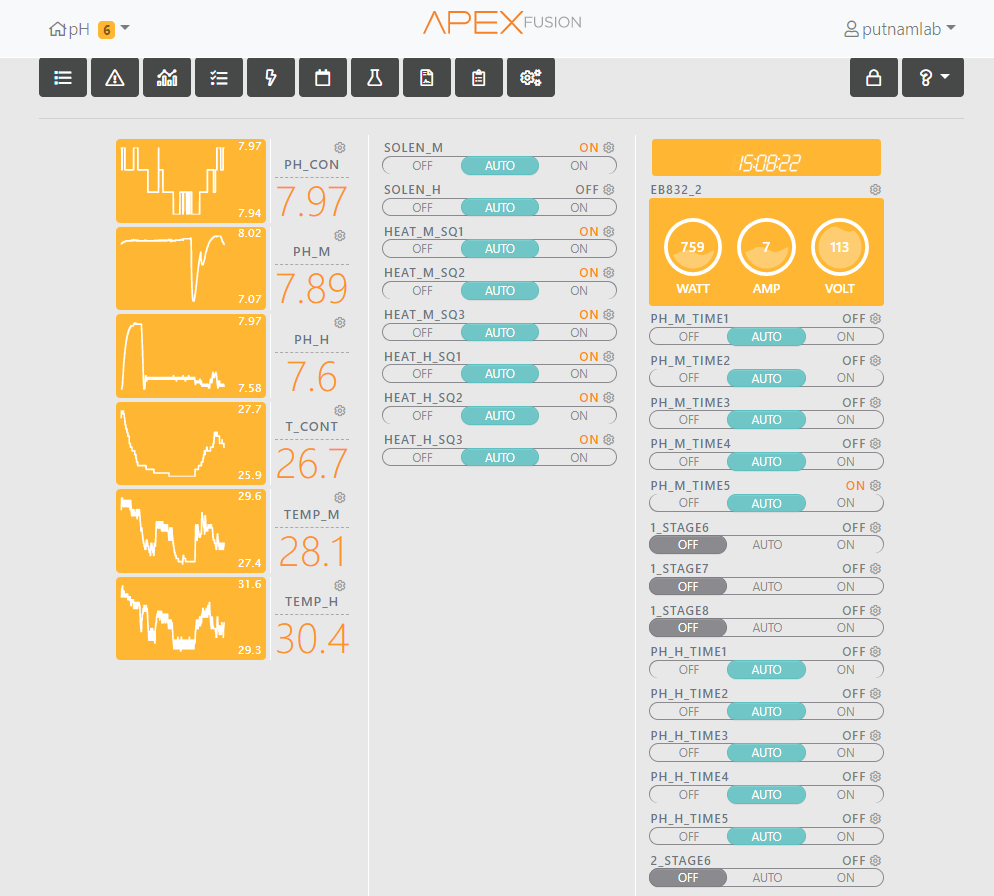 pH 6
APEX FUSION
putnamlab
7.97
7.94
PH_CON
7.97
8.02
7.07
PH_M
7.89
7.97
7.58
PH_H
7.6
27.7
25.9
T_CONT
26.7
29.6
27.4
TEMP_M
28.1
31.6
29.3
TEMP_H
30.4
SOLEN_M ON
OFF AUTO ON
SOLEN_H OFF
OFF AUTO ON
HEAT_M_SQ1 ON
OFF AUTO ON
HEAT_M_SQ2 ON
OFF AUTO ON
HEAT_M_SQ3 ON
OFF AUTO ON
HEAT_H_SQ1 ON
OFF AUTO ON
HEAT_H_SQ2 ON
OFF AUTO ON
HEAT_H_SQ3 ON
OFF AUTO ON
15:08:22
EB832_2
759 7 113
WATT AMP VOLT
PH_M_TIME1 OFF
OFF AUTO ON
PH_M_TIME2 OFF
OFF AUTO ON
PH_M_TIME3 OFF
OFF AUTO ON
PH_M_TIME4 OFF
OFF AUTO ON
PH_M_TIME5 ON
OFF AUTO ON
1_STAGE6 OFF
OFF AUTO ON
1_STAGE7 OFF
OFF AUTO ON
1_STAGE8 OFF
OFF AUTO ON
PH_H_TIME1 OFF
OFF AUTO ON
PH_H_TIME2 OFF
OFF AUTO ON
PH_H_TIME3 OFF
OFF AUTO ON
PH_H_TIME4 OFF
OFF AUTO ON
PH_H_TIME5 OFF
OFF AUTO ON
2_STAGE6 OFF
OFF AUTO ON